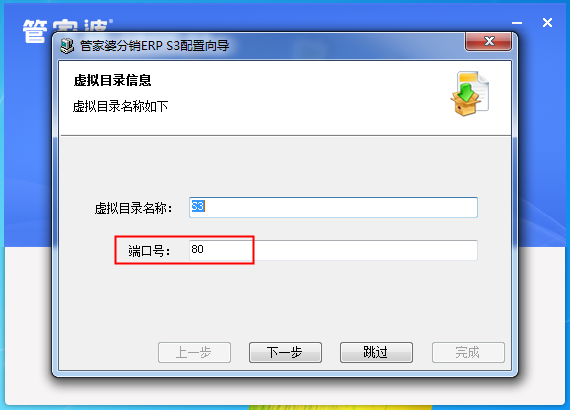 管家婆
管家婆分销ERP S3配置向导
虚拟目录信息
虚拟目录名称如下
虚拟目录名称:
S3
端口号:
80
上一步
下一步
跳过
完成